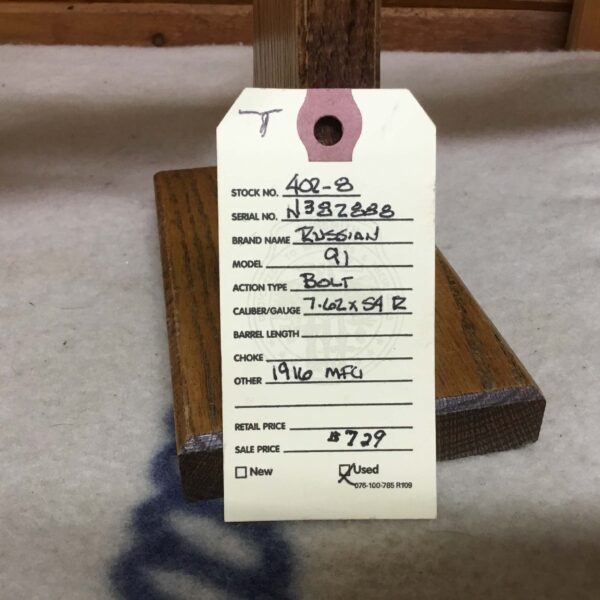 STOCK NO. 402-8
SERIAL NO. N382888
BRAND NAME RUSSIAN
MODEL 91
ACTION TYPE BOLT
CALIBER/GAUGE 7.62x54 R
BARREL LENGTH
CHOKE
OTHER 1916 MFG
RETAIL PRICE
SALE PRICE $729
New Used
076-100-785 R109